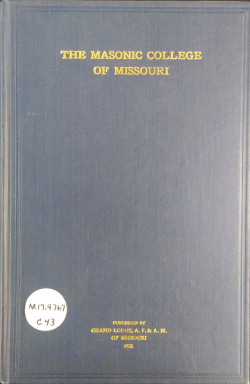 THE MASONIC COLLEGE
OF MISSOURI
M17.9767
C43
PUBLISHED BY
GRAND LODGE, A. F. & A. M.
OF MISSOURI